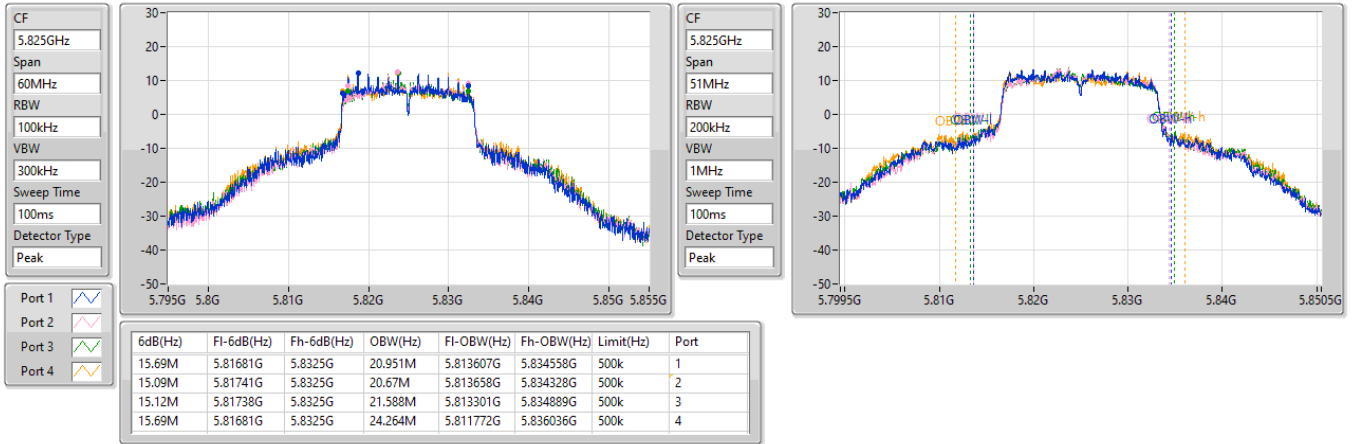 CF
5.825GHz
Span
60MHz
RBW
100kHz
VBW
300kHz
Sweep Time
100ms
Detector Type
Peak
30
20
10
0
-10
-20
-30
-40
-50
5.795G 5.8G 5.81G 5.82G 5.83G 5.84G 5.85G 5.855G
CF
5.825GHz
Span
51MHz
RBW
200kHz
VBW
1MHz
Sweep Time
100ms
Detector Type
Peak
30
20
10
0
-10
-20
-30
-40
-50
5.7995G 5.81G 5.82G 5.83G 5.84G 5.8505G
Port 1
Port 2
Port 3
Port 4
6dB(Hz) Fl-6dB(Hz) Fh-6dB(Hz) OBW(Hz) Fl-OBW(Hz) Fh-OBW(Hz) Limit(Hz) Port
15.69M 5.81681G 5.8325G 20.951M 5.813607G 5.834558G 500k 1
15.09M 5.81741G 5.8325G 20.67M 5.813658G 5.834328G 500k 2
15.12M 5.81738G 5.8325G 21.588M 5.813301G 5.834889G 500k 3
15.69M 5.81681G 5.8325G 24.264M 5.811772G 5.836036G 500k 4